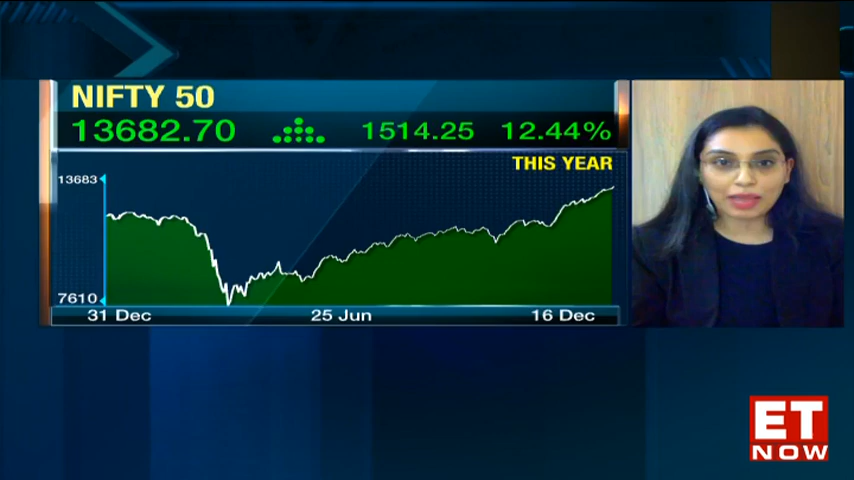 NIFTY 50
13682.70 1514.25 12.44%
THIS YEAR
13683
7610
31 Dec 25 Jun 16 Dec
ET
NOW